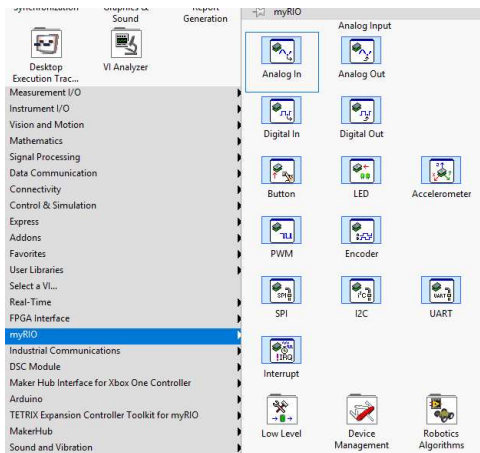 Synchronization
Graphics &
Sound
Report
Generation
Desktop
Execution Trac...
VI Analyzer
Measurement I/O
Instrument I/O
Vision and Motion
Mathematics
Signal Processing
Data Communication
Connectivity
Control & Simulation
Express
Addons
Favorites
User Libraries
Select a VI...
Real-Time
FPGA Interface
myRIO
Industrial Communications
DSC Module
Maker Hub Interface for Xbox One Controller
Arduino
TETRIX Expansion Controller Toolkit for myRIO
MakerHub
Sound and Vibration
myRIO
Analog Input
Analog In
Analog Out
Digital In
Digital Out
Button
LED
Accelerometer
PWM
Encoder
SPI
SPI
I²C
I2C
UART
UART
!IRQ
Interrupt
Low Level
Device
Management
Robotics
Algorithms